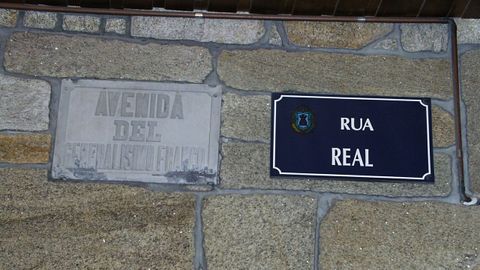 AVENIDA
DEL
GENERALISIMO FRANCO
RUA
REAL